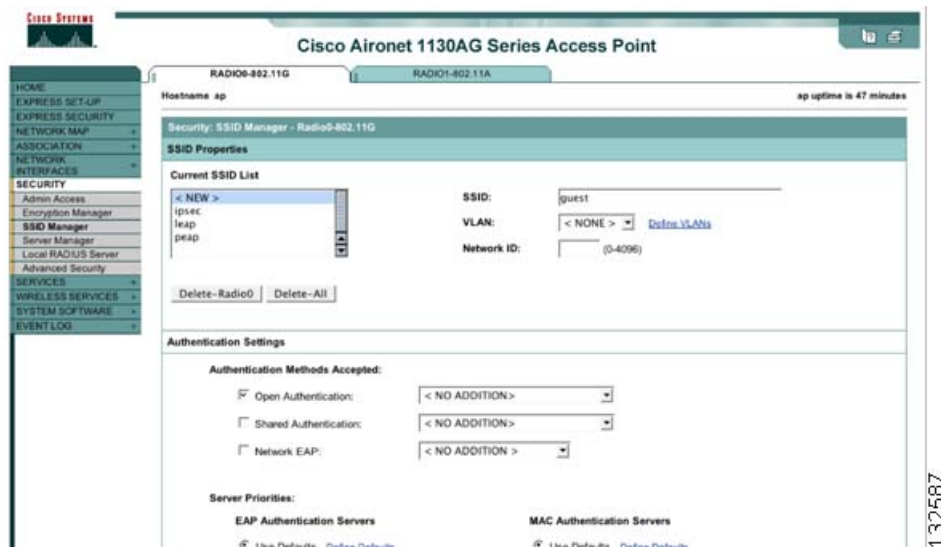 CISCO SYSTEMS
Cisco Aironet 1130AG Series Access Point
RADIO0-802.11G
RADIO1-802.11A
Hostname ap
ap uptime is 47 minutes
HOME
EXPRESS SET-UP
EXPRESS SECURITY
NETWORK MAP +
ASSOCIATION +
NETWORK INTERFACES +
SECURITY
Admin Access
Encryption Manager
SSID Manager
Server Manager
Local RADIUS Server
Advanced Security
SERVICES +
WIRELESS SERVICES +
SYSTEM SOFTWARE +
EVENT LOG +
Security: SSID Manager - Radio0-802.11G
SSID Properties
Current SSID List
< NEW >
ipsec
leap
peap
SSID: guest
VLAN: < NONE > Define VLANs
Network ID: (0-4096)
Delete-Radio0 Delete-All
Authentication Settings
Authentication Methods Accepted:
Open Authentication: < NO ADDITION>
Shared Authentication: < NO ADDITION>
Network EAP: < NO ADDITION >
Server Priorities:
EAP Authentication Servers
MAC Authentication Servers
Use Defaults Define Defaults
Use Defaults Define Defaults
132587